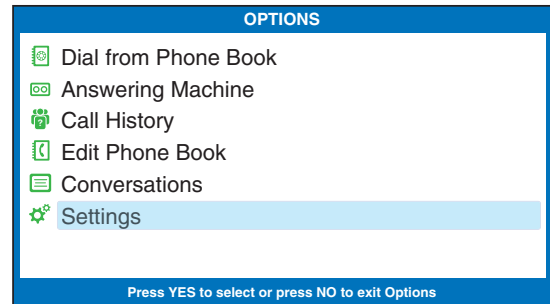 OPTIONS
Dial from Phone Book
Answering Machine
Call History
Edit Phone Book
Conversations
Settings
Press YES to select or press NO to exit Options